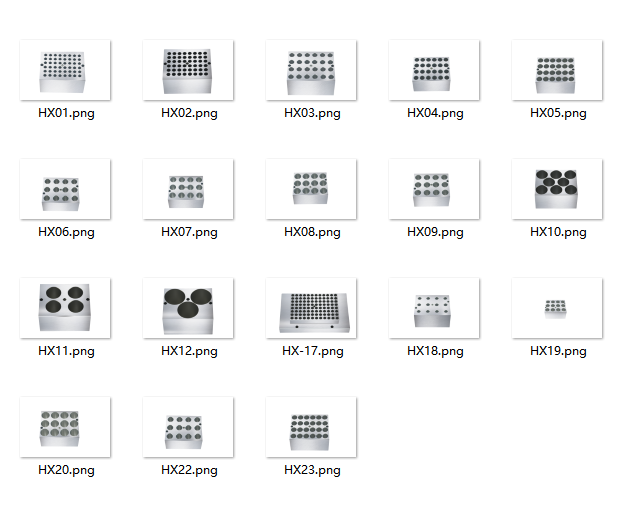 HX01.png
HX02.png
HX03.png
HX04.png
HX05.png
HX06.png
HX07.png
HX08.png
HX09.png
HX10.png
HX11.png
HX12.png
HX-17.png
HX18.png
HX19.png
HX20.png
HX22.png
HX23.png